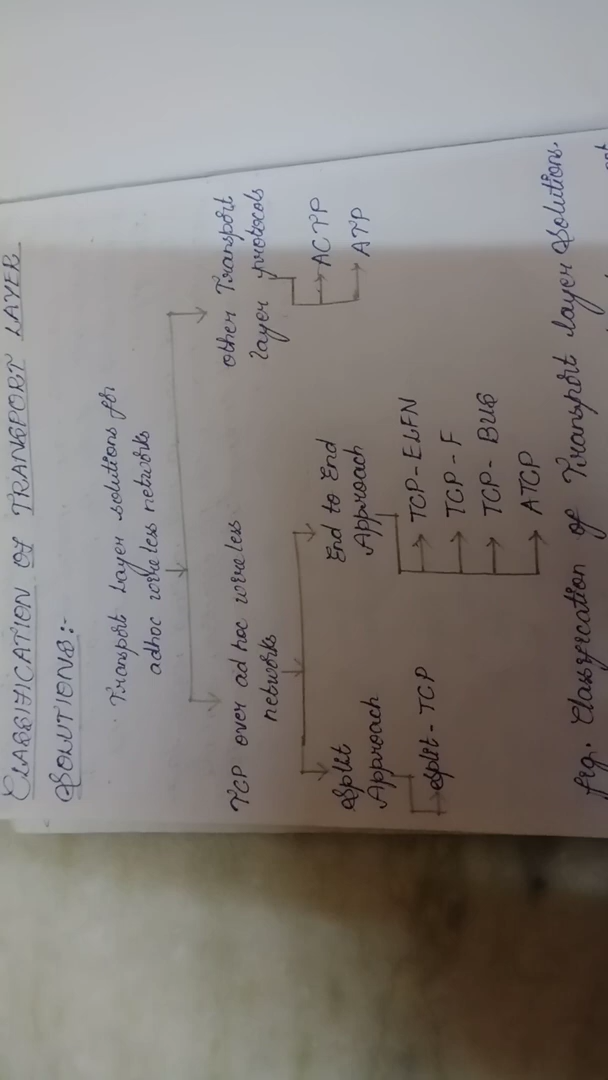 CLASSIFICATION OF TRANSPORT LAYER
SOLUTIONS:-
Transport Layer solutions for
adhoc wireless networks
TCP over ad hoc wireless
networks
other Transport
layer protocols
Split
Approach
End to End
Approach
ACTP
ATP
Split-TCP
TCP-ELFN
TCP-F
TCP-BUS
ATCP
fig. Classification of Transport layer solutions.